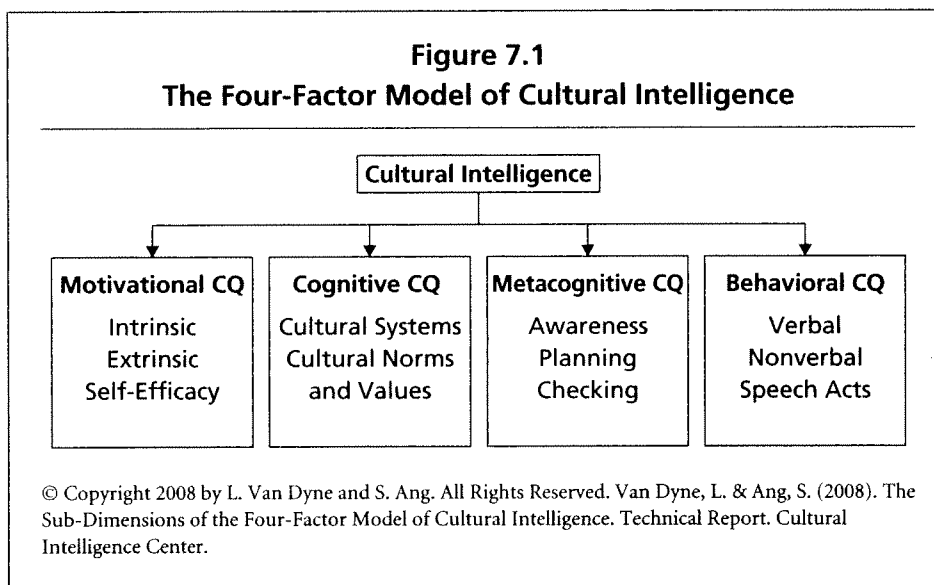 Figure 7.1
The Four-Factor Model of Cultural Intelligence
Cultural Intelligence
Motivational CQ
Intrinsic
Extrinsic
Self-Efficacy
Cognitive CQ
Cultural Systems
Cultural Norms
and Values
Metacognitive CQ
Awareness
Planning
Checking
Behavioral CQ
Verbal
Nonverbal
Speech Acts
© Copyright 2008 by L. Van Dyne and S. Ang. All Rights Reserved. Van Dyne, L. & Ang, S. (2008). The
Sub-Dimensions of the Four-Factor Model of Cultural Intelligence. Technical Report. Cultural
Intelligence Center.